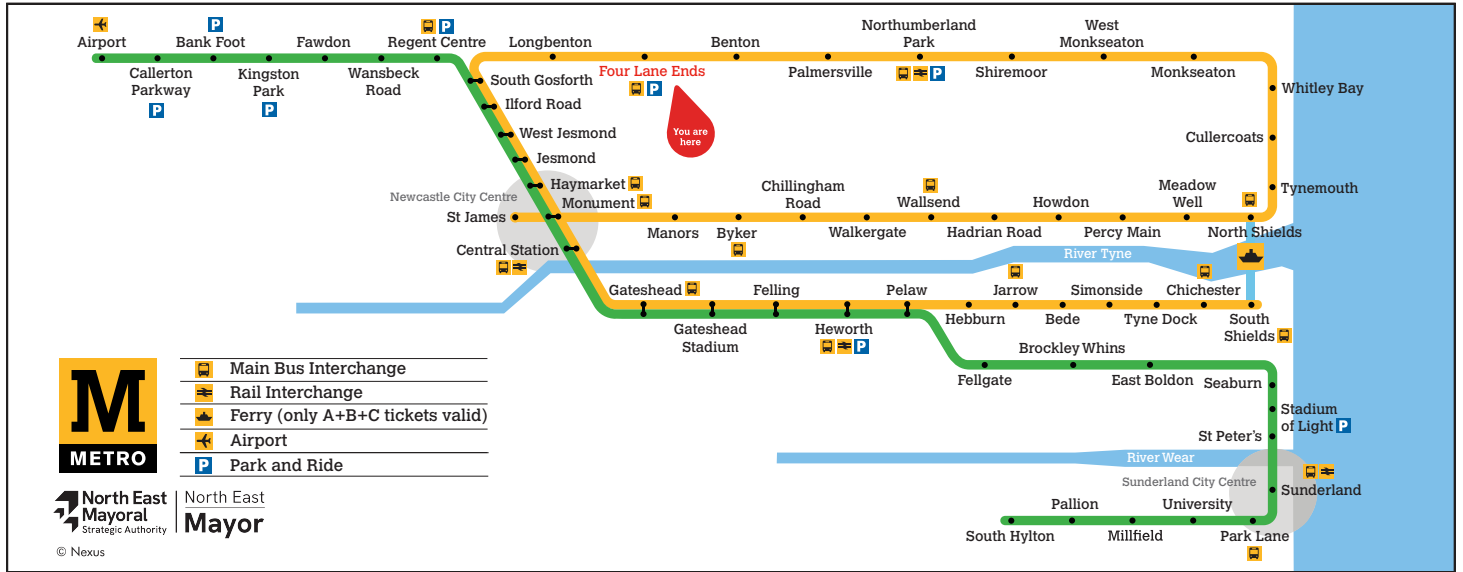 P
P
Airport
Bank Foot
Fawdon
Regent Centre
Callerton
Parkway
P
Kingston
Park
P
Wansbeck
Road
Longbenton
Four Lane Ends
P
You are
here
Benton
Palmersville
Northumberland
Park
P
Shiremoor
West
Monkseaton
Monkseaton
Whitley Bay
Cullercoats
Tynemouth
South Gosforth
Ilford Road
West Jesmond
Jesmond
Haymarket
Newcastle City Centre
Monument
St James
Central Station
Manors
Byker
Chillingham
Road
Walkergate
Wallsend
Hadrian Road
Howdon
Percy Main
Meadow
Well
North Shields
River Tyne
Gateshead
Gateshead
Stadium
Felling
Heworth
P
Pelaw
Hebburn
Jarrow
Bede
Simonside
Tyne Dock
Chichester
South
Shields
Fellgate
Brockley Whins
East Boldon
Seaburn
Stadium
of Light P
St Peter's
River Wear
Sunderland City Centre
Sunderland
Park Lane
University
Millfield
Pallion
South Hylton
M
METRO
Main Bus Interchange
Rail Interchange
Ferry (only A+B+C tickets valid)
Airport
P Park and Ride
North East
Mayoral
Strategic Authority
North East
Mayor
© Nexus